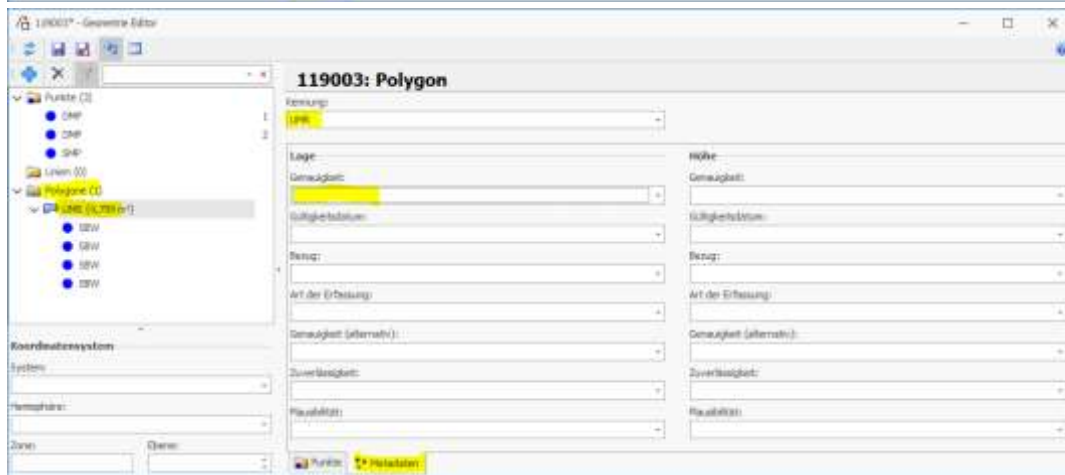 119003* - Geometrie Editor
119003: Polygon
Punkte (3)
DMP 1
DMP 2
SMP
Linien (0)
Polygone (1)
SBW
SBW
SBW
SBW
Koordinatensystem
System:
Hemisphäre:
Zone:
Ebene:
Kennung:
UMR
Lage
Genauigkeit:
Gültigkeitsdatum:
Bezug:
Art der Erfassung:
Genauigkeit (alternativ):
Zuverlässigkeit:
Plausibilität:
Höhe
Genauigkeit:
Gültigkeitsdatum:
Bezug:
Art der Erfassung:
Genauigkeit (alternativ):
Zuverlässigkeit:
Plausibilität:
Punkte
Metadaten